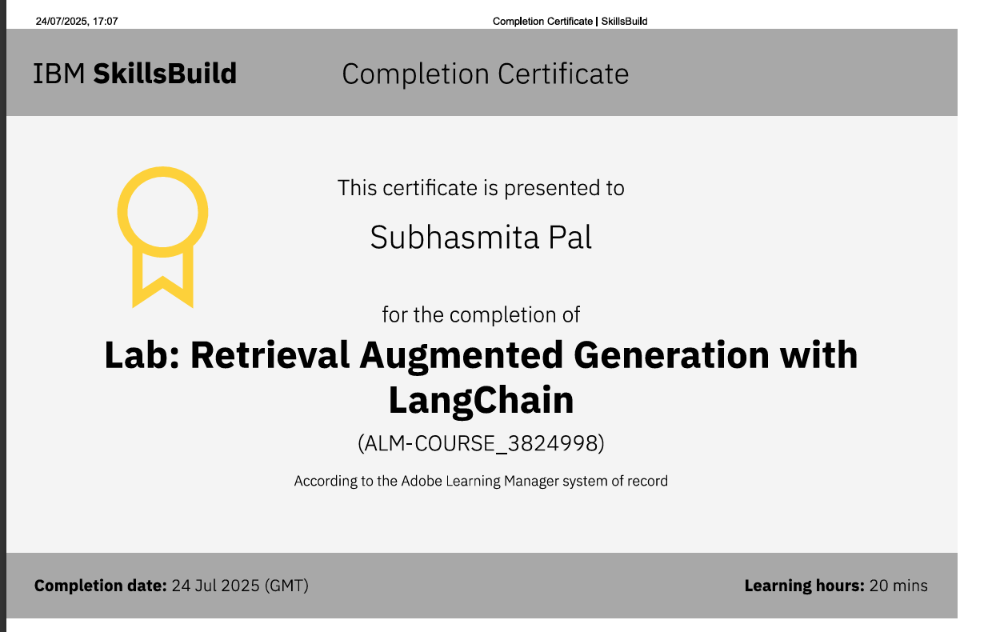 24/07/2025, 17:07
Completion Certificate | SkillsBuild
IBM SkillsBuild
Completion Certificate
This certificate is presented to
Subhasmita Pal
for the completion of
Lab: Retrieval Augmented Generation with
LangChain
(ALM-COURSE_3824998)
According to the Adobe Learning Manager system of record
Completion date: 24 Jul 2025 (GMT)
Learning hours: 20 mins